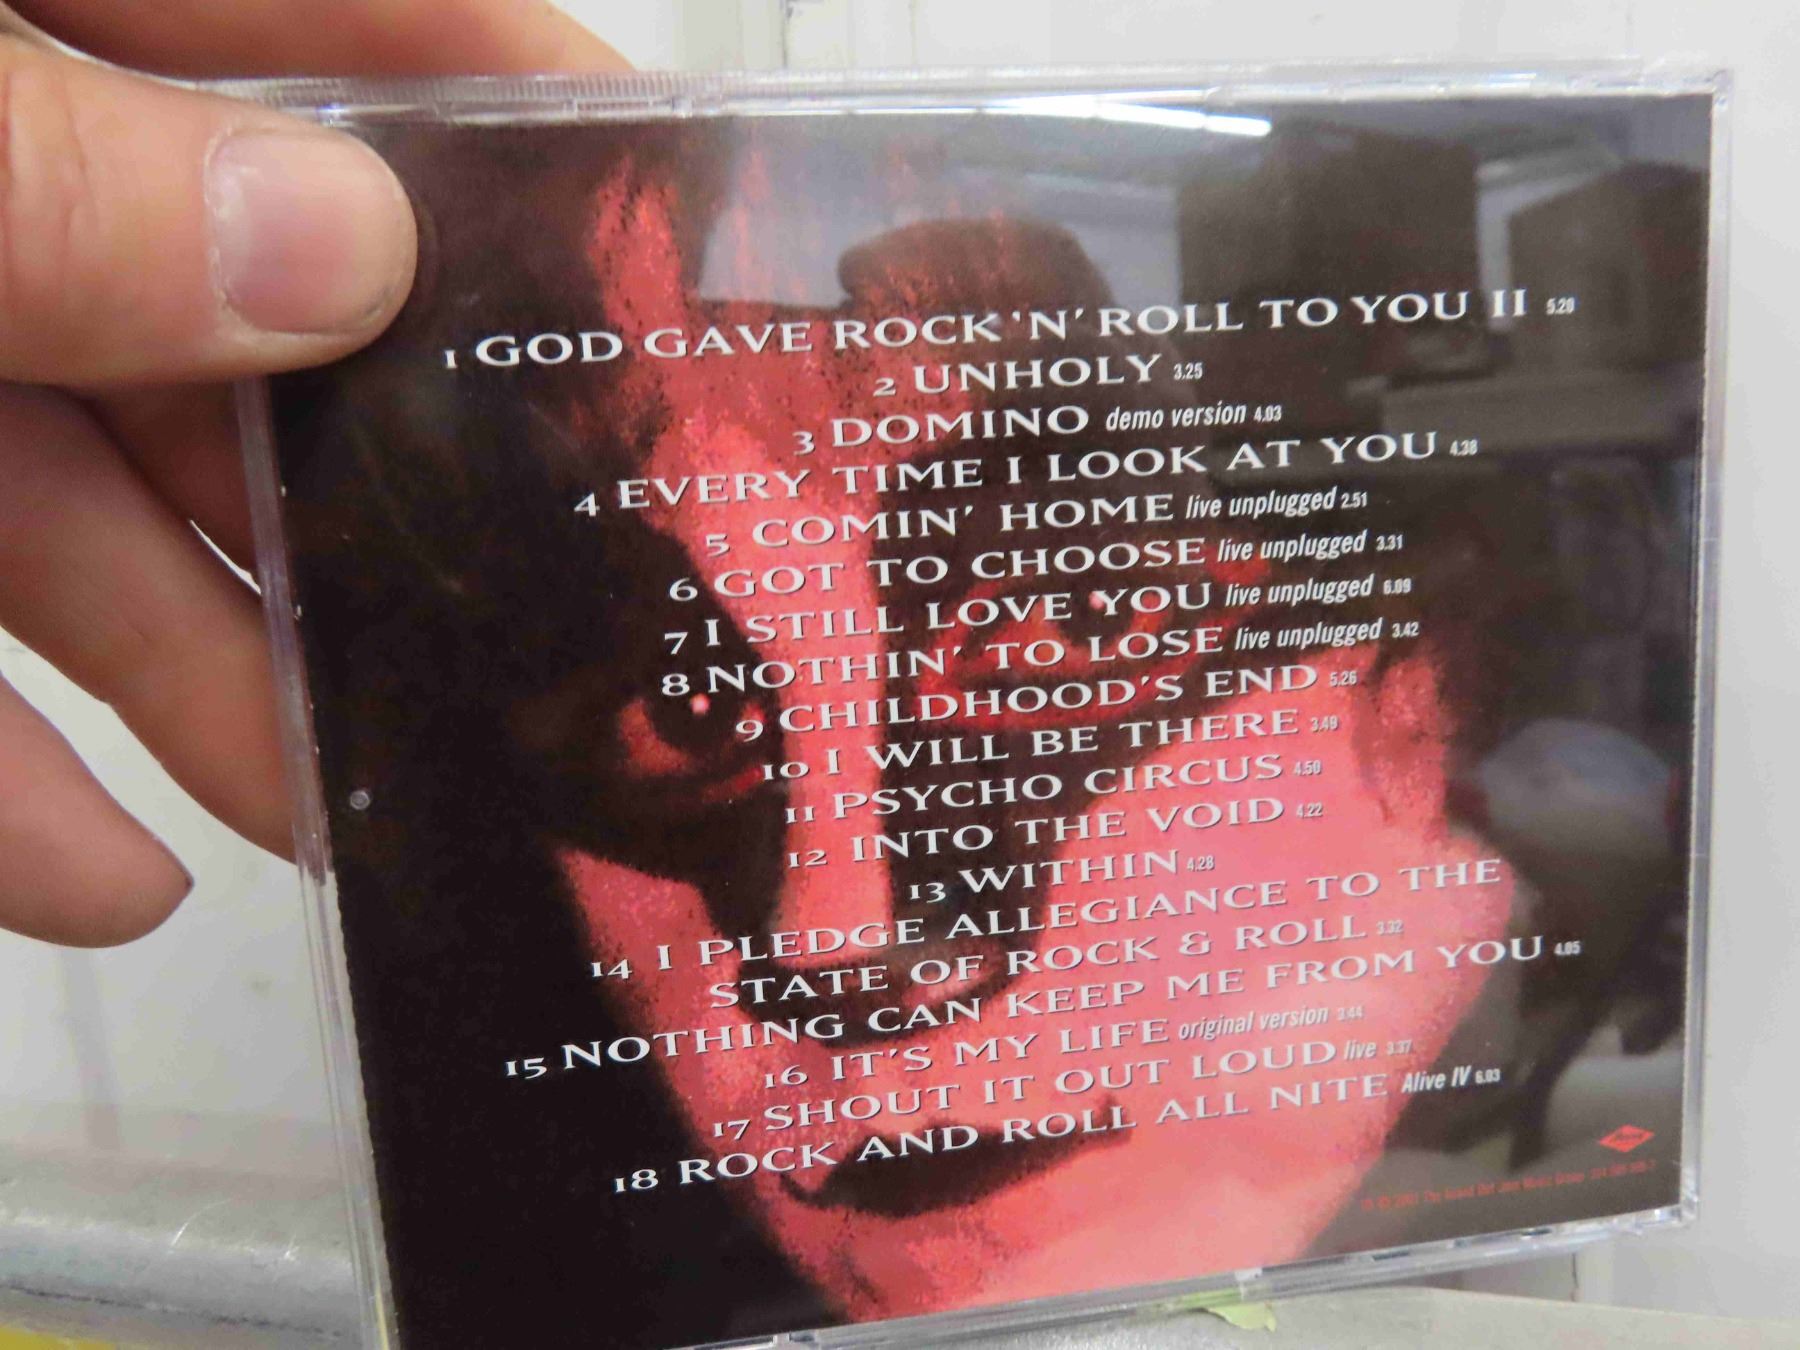 1 GOD GAVE ROCK 'N' ROLL TO YOU II 5.20
2 UNHOLY 3.25
3 DOMINO demo version 4.03
4 EVERY TIME I LOOK AT YOU 4.38
5 COMIN' HOME live unplugged 2.51
6 GOT TO CHOOSE live unplugged 3.31
7 I STILL LOVE YOU live unplugged 6.09
8 NOTHIN' TO LOSE live unplugged 3.42
9 CHILDHOOD'S END 5.26
10 I WILL BE THERE 3.49
11 PSYCHO CIRCUS 4.50
12 INTO THE VOID 4.22
13 WITHIN 4.28
14 I PLEDGE ALLEGIANCE TO THE
STATE OF ROCK & ROLL 3.32
15 NOTHING CAN KEEP ME FROM YOU 4.05
16 IT'S MY LIFE original version 3.44
17 SHOUT IT OUT LOUD live 3.37
18 ROCK AND ROLL ALL NITE Alive IV 6.03
The Island Def Jam Music Group